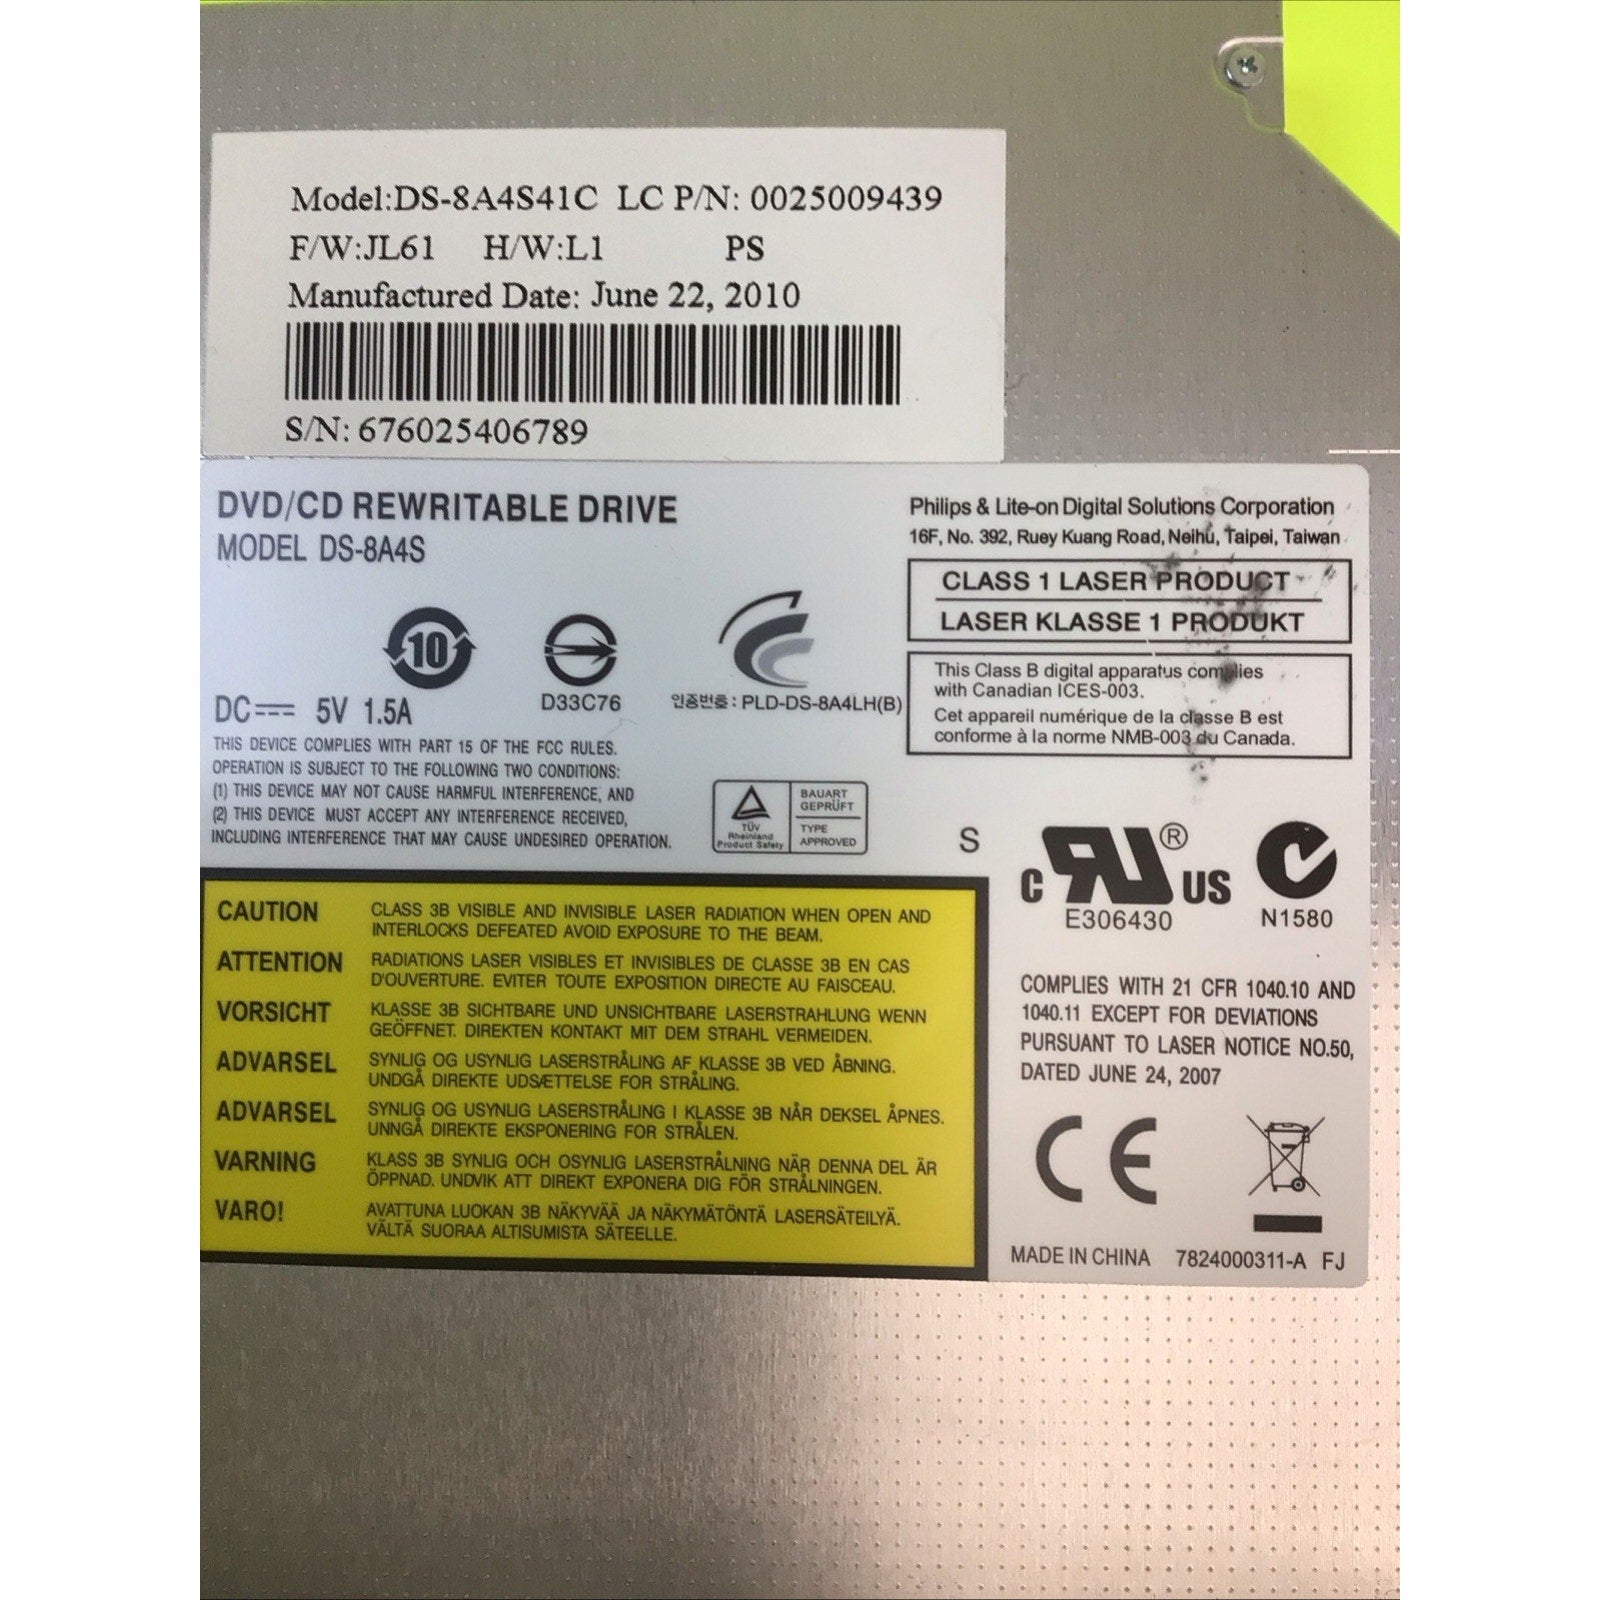 Model:DS-8A4S41C LC P/N: 0025009439
F/W:JL61 H/W:L1 PS
Manufactured Date: June 22, 2010
S/N: 676025406789
DVD/CD REWRITABLE DRIVE
MODEL DS-8A4S
Philips & Lite-on Digital Solutions Corporation
16F, No. 392, Ruey Kuang Road, Neihu, Taipei, Taiwan
CLASS 1 LASER PRODUCT
LASER KLASSE 1 PRODUKT
This Class B digital apparatus complies
with Canadian ICES-003.
Cet appareil numérique de la classe B est
conforme à la norme NMB-003 du Canada.
10
D33C76
인증번호 : PLD-DS-8A4LH(B)
DC 5V 1.5A
THIS DEVICE COMPLIES WITH PART 15 OF THE FCC RULES.
OPERATION IS SUBJECT TO THE FOLLOWING TWO CONDITIONS:
(1) THIS DEVICE MAY NOT CAUSE HARMFUL INTERFERENCE, AND
(2) THIS DEVICE MUST ACCEPT ANY INTERFERENCE RECEIVED,
INCLUDING INTERFERENCE THAT MAY CAUSE UNDESIRED OPERATION.
TÜV
Rheinland
Product Safety
BAUART
GEPRÜFT
TYPE
APPROVED
S
C RU ® US
E306430
N1580
CAUTION CLASS 3B VISIBLE AND INVISIBLE LASER RADIATION WHEN OPEN AND
INTERLOCKS DEFEATED AVOID EXPOSURE TO THE BEAM.
ATTENTION RADIATIONS LASER VISIBLES ET INVISIBLES DE CLASSE 3B EN CAS
D'OUVERTURE. EVITER TOUTE EXPOSITION DIRECTE AU FAISCEAU.
VORSICHT KLASSE 3B SICHTBARE UND UNSICHTBARE LASERSTRAHLUNG WENN
GEÖFFNET. DIREKTEN KONTAKT MIT DEM STRAHL VERMEIDEN.
ADVARSEL SYNLIG OG USYNLIG LASERSTRÅLING AF KLASSE 3B VED ÅBNING.
UNDGÅ DIREKTE UDSÆTTELSE FOR STRÅLING.
ADVARSEL SYNLIG OG USYNLIG LASERSTRÅLING I KLASSE 3B NÅR DEKSEL ÅPNES.
UNNGÅ DIREKTE EKSPONERING FOR STRÅLEN.
VARNING KLASS 3B SYNLIG OCH OSYNLIG LASERSTRÅLNING NÄR DENNA DEL ÄR
ÖPPNAD. UNDVIK ATT DIREKT EXPONERA DIG FÖR STRÅLNINGEN.
VARO! AVATTUNA LUOKAN 3B NÄKYVÄÄ JA NÄKYMÄTÖNTÄ LASERSÄTEILYÄ.
VÄLTÄ SUORAA ALTISUMISTA SÄTEELLE.
COMPLIES WITH 21 CFR 1040.10 AND
1040.11 EXCEPT FOR DEVIATIONS
PURSUANT TO LASER NOTICE NO.50,
DATED JUNE 24, 2007
CE
MADE IN CHINA 7824000311-A FJ